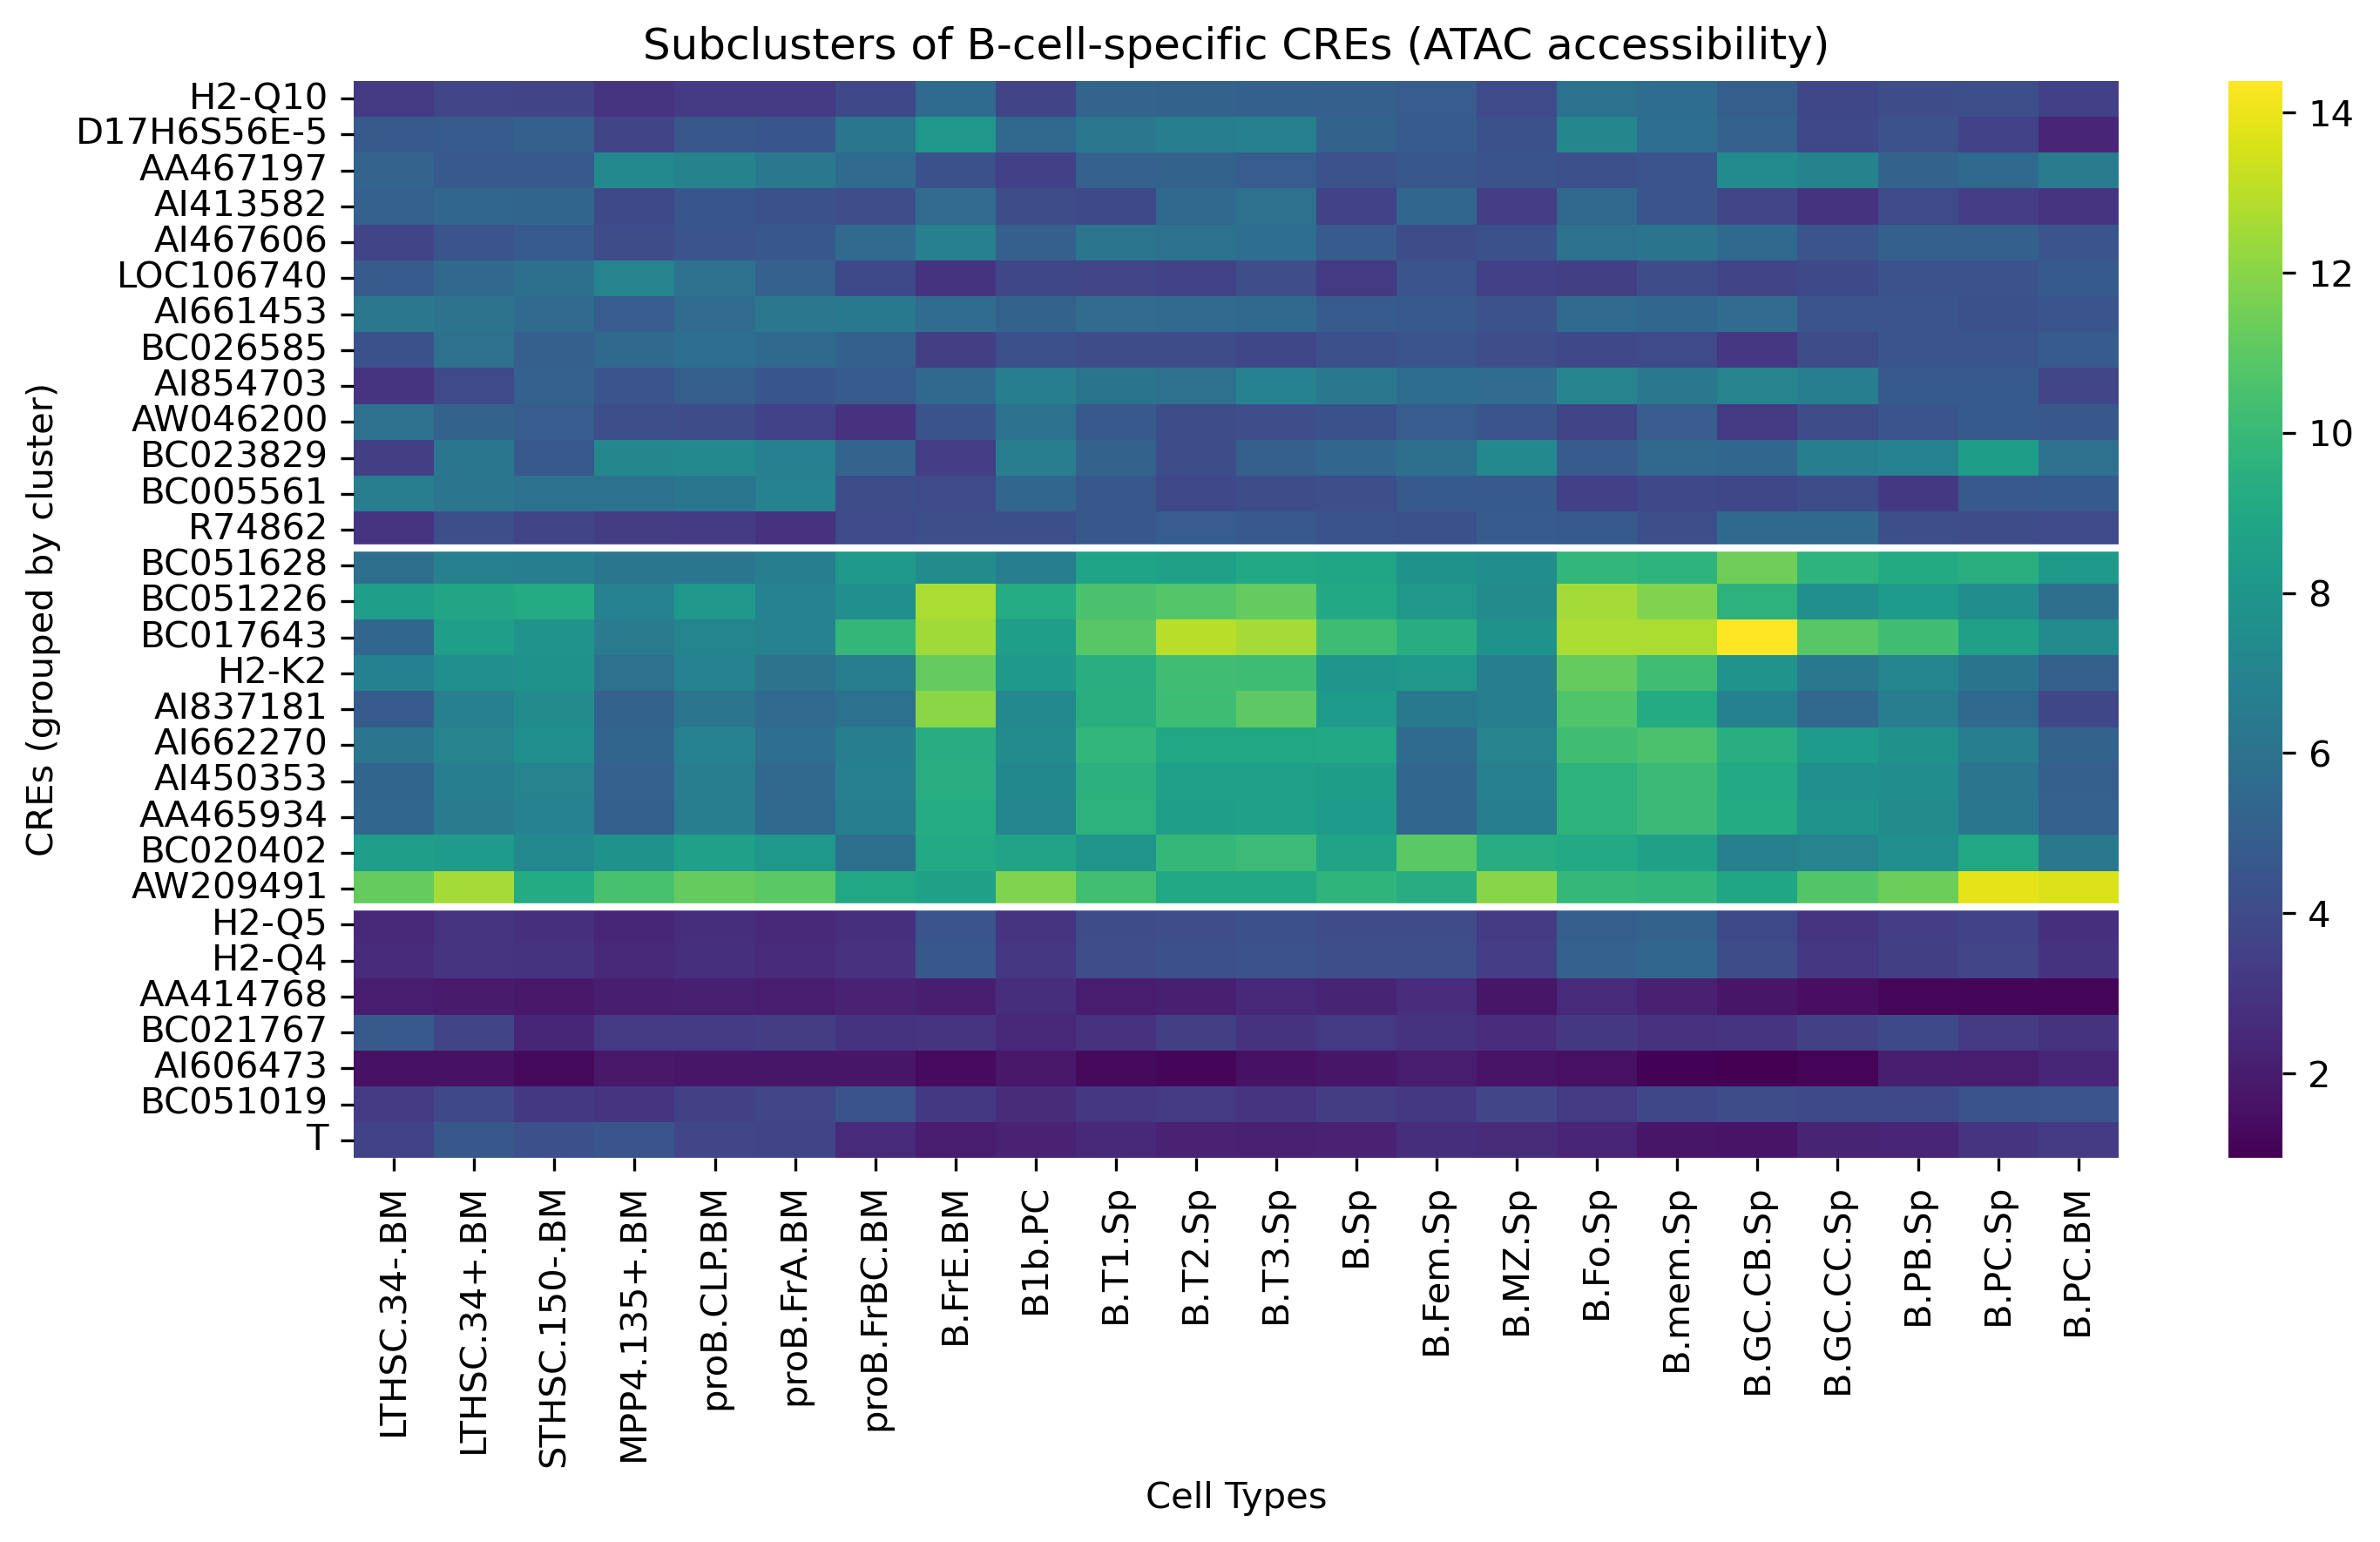 Subclusters of B-cell-specific CREs (ATAC accessibility)
CREs (grouped by cluster)
H2-Q10
D17H6S56E-5
AA467197
AI413582
AI467606
LOC106740
AI661453
BC026585
AI854703
AW046200
BC023829
BC005561
R74862
BC051628
BC051226
BC017643
H2-K2
AI837181
AI662270
AI450353
AA465934
BC020402
AW209491
H2-Q5
H2-Q4
AA414768
BC021767
AI606473
BC051019
T
LTHSC.34-.BM
LTHSC.34+.BM
STHSC.150-.BM
MPP4.135+.BM
proB.CLP.BM
proB.FrA.BM
proB.FrBC.BM
B.FrE.BM
B1b.PC
B.T1.Sp
B.T2.Sp
B.T3.Sp
B.Sp
B.Fem.Sp
B.MZ.Sp
B.Fo.Sp
B.mem.Sp
B.GC.CB.Sp
B.GC.CC.Sp
B.PB.Sp
B.PC.Sp
B.PC.BM
Cell Types
14
12
10
8
6
4
2